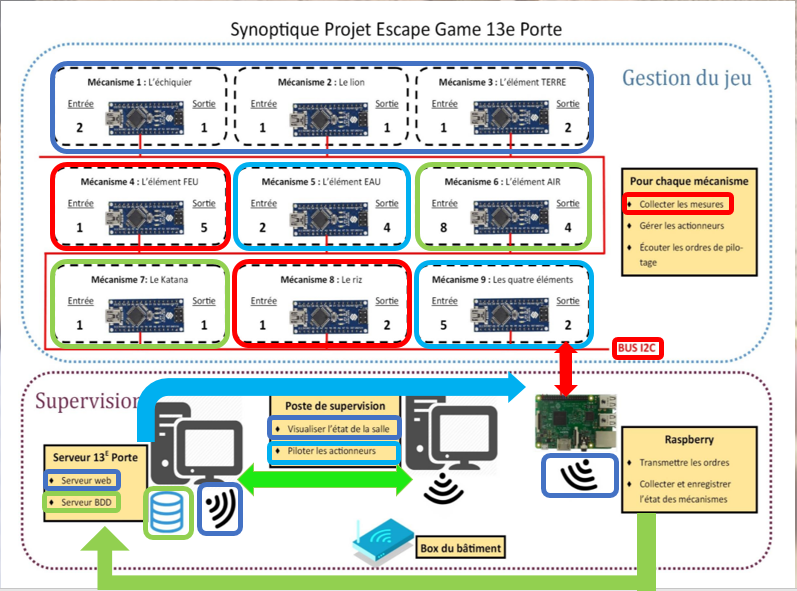 Synoptique Projet Escape Game 13e Porte
Gestion du jeu
Mécanisme 1 : L'échiquier
Entrée
2
Sortie
1
Mécanisme 2 : Le lion
Entrée
1
Sortie
1
Mécanisme 3 : L'élément TERRE
Entrée
1
Sortie
2
Mécanisme 4 : L'élément FEU
Entrée
1
Sortie
5
Mécanisme 5 : L'élément EAU
Entrée
2
Sortie
4
Mécanisme 6 : L'élément AIR
Entrée
8
Sortie
4
Pour chaque mécanisme
♦ Collecter les mesures
♦ Gérer les actionneurs
♦ Écouter les ordres de pilo-
tage
Mécanisme 7: Le Katana
Entrée
1
Sortie
1
Mécanisme 8 : Le riz
Entrée
1
Sortie
2
Mécanisme 9 : Les quatre éléments
Entrée
5
Sortie
2
BUS I2C
Supervision
Serveur 13E Porte
♦ Serveur web
♦ Serveur BDD
Poste de supervision
♦ Visualiser l'état de la salle
♦ Piloter les actionneurs
Raspberry
♦ Transmettre les ordres
♦ Collecter et enregistrer
l'état des mécanismes
Box du bâtiment